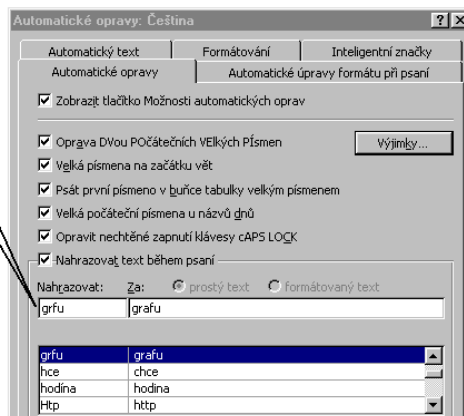 Automatické opravy: Čeština
Automatický text Formátování Inteligentní značky
Automatické opravy Automatické úpravy formátu při psaní
Zobrazit tlačítko Možnosti automatických oprav
Oprava DVou POčátečních VElkých PÍsmen Výjimky...
Velká písmena na začátku vět
Psát první písmeno v buňce tabulky velkým písmenem
Velká počáteční písmena u názvů dnů
Opravit nechtěné zapnutí klávesy cAPS LOCK
Nahrazovat text během psaní
Nahrazovat: Za: prostý text formátovaný text
grfu grafu
grfu grafu
hce chce
hodína hodina
Htp http